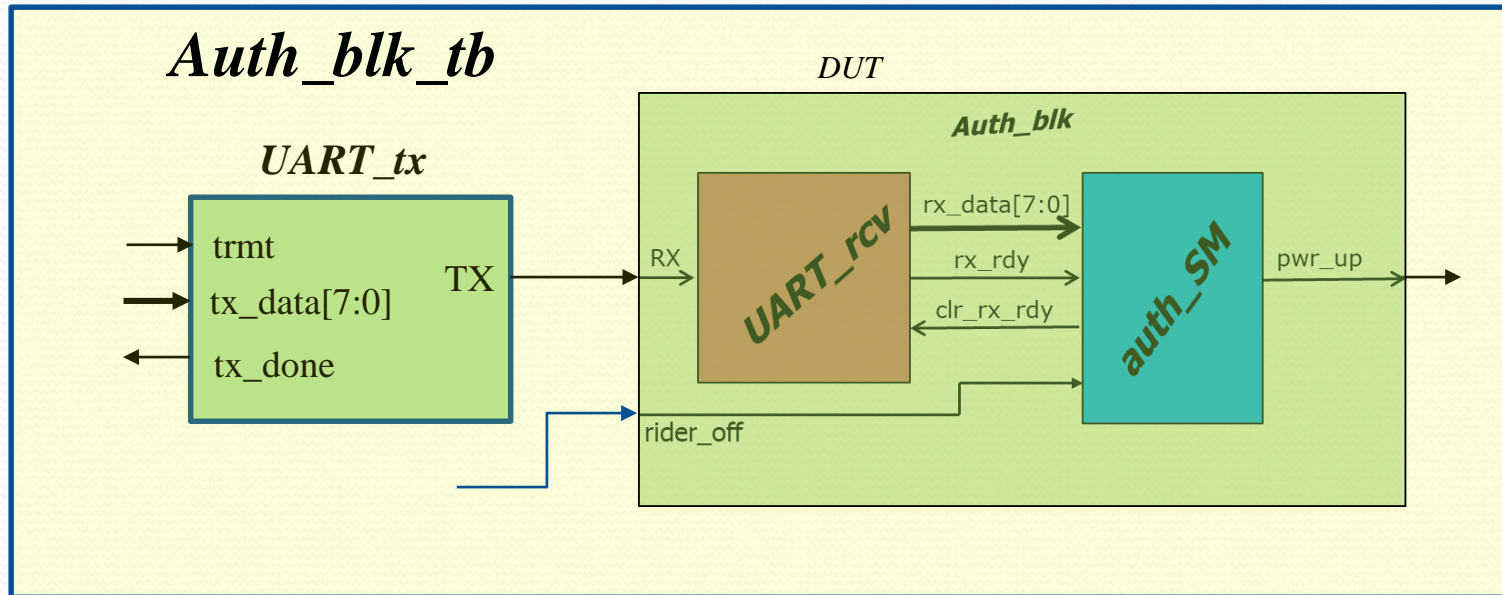 Auth_blk_tb
DUT
Auth_blk
UART_tx
trmt
tx_data[7:0]
tx_done
TX
RX
UART_rcv
rx_data[7:0]
rx_rdy
clr_rx_rdy
auth_SM
pwr_up
rider_off